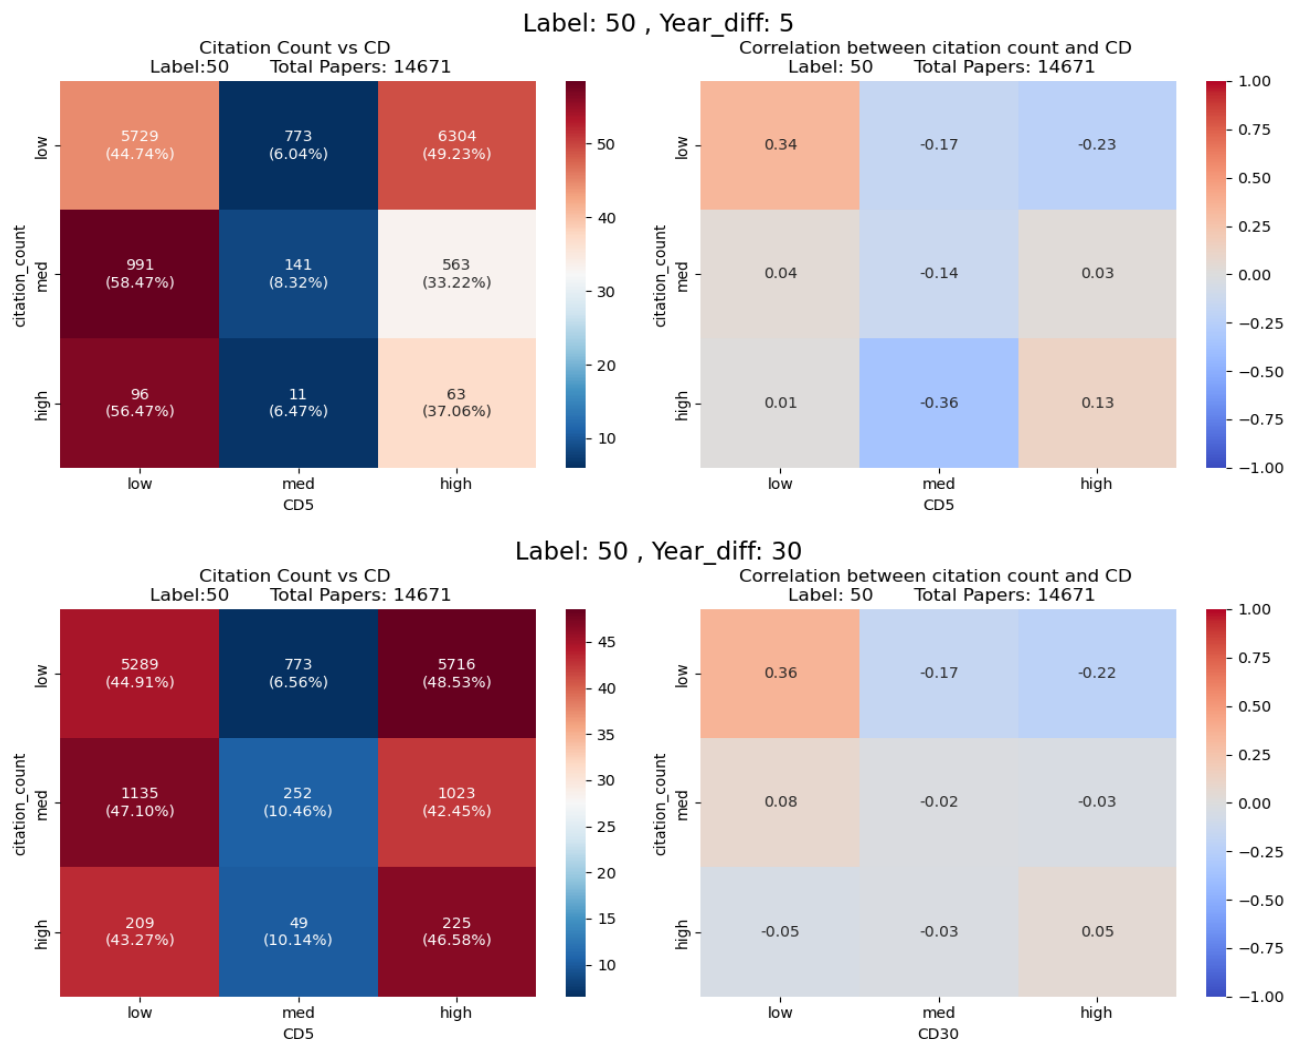 Label: 50 , Year_diff: 5
Citation Count vs CD
Label:50 Total Papers: 14671
low
5729
(44.74%)
773
(6.04%)
6304
(49.23%)
med
991
(58.47%)
141
(8.32%)
563
(33.22%)
high
96
(56.47%)
11
(6.47%)
63
(37.06%)
citation_count
low
med
high
CD5
50
40
30
20
10
Correlation between citation count and CD
Label: 50 Total Papers: 14671
low
0.34
-0.17
-0.23
med
0.04
-0.14
0.03
high
0.01
-0.36
0.13
citation_count
low
med
high
CD5
1.00
0.75
0.50
0.25
0.00
−0.25
−0.50
−0.75
−1.00
Label: 50 , Year_diff: 30
Citation Count vs CD
Label:50 Total Papers: 14671
low
5289
(44.91%)
773
(6.56%)
5716
(48.53%)
med
1135
(47.10%)
252
(10.46%)
1023
(42.45%)
high
209
(43.27%)
49
(10.14%)
225
(46.58%)
citation_count
low
med
high
CD5
45
40
35
30
25
20
15
10
Correlation between citation count and CD
Label: 50 Total Papers: 14671
low
0.36
-0.17
-0.22
med
0.08
-0.02
-0.03
high
-0.05
-0.03
0.05
citation_count
low
med
high
CD30
1.00
0.75
0.50
0.25
0.00
−0.25
−0.50
−0.75
−1.00